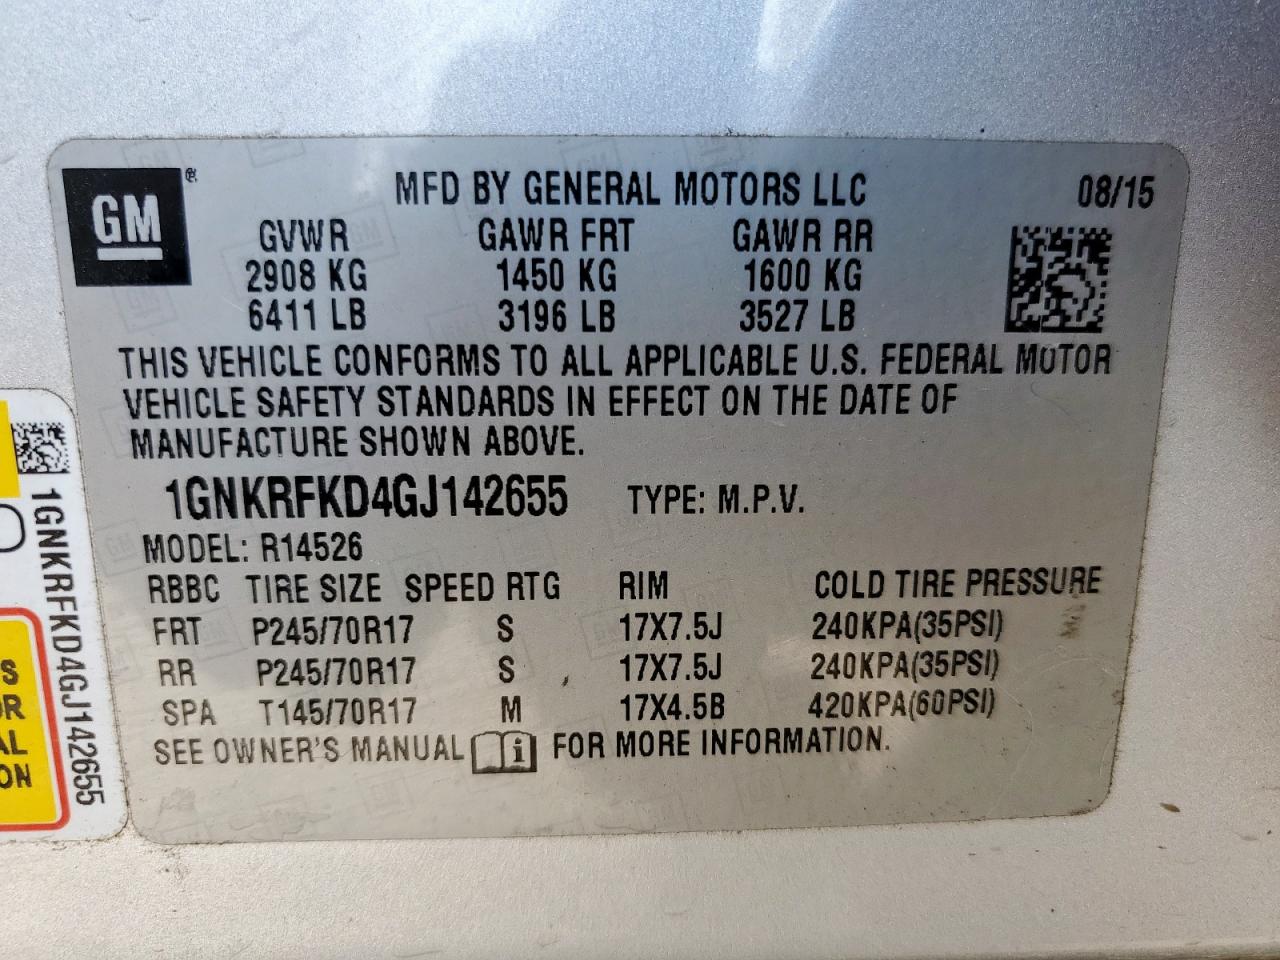 GM
MFD BY GENERAL MOTORS LLC 08/15
GVWR GAWR FRT GAWR RR
2908 KG 1450 KG 1600 KG
6411 LB 3196 LB 3527 LB
THIS VEHICLE CONFORMS TO ALL APPLICABLE U.S. FEDERAL MOTOR
VEHICLE SAFETY STANDARDS IN EFFECT ON THE DATE OF
MANUFACTURE SHOWN ABOVE.
1GNKRFKD4GJ142655 TYPE: M.P.V.
MODEL: R14526
RBBC TIRE SIZE SPEED RTG RIM COLD TIRE PRESSURE
FRT P245/70R17 S 17X7.5J 240KPA(35PSI)
RR P245/70R17 S 17X7.5J 240KPA(35PSI)
SPA T145/70R17 M 17X4.5B 420KPA(60PSI)
SEE OWNER'S MANUAL i FOR MORE INFORMATION.
1GNKRFKD4GJ142655
S
R
AL
ON